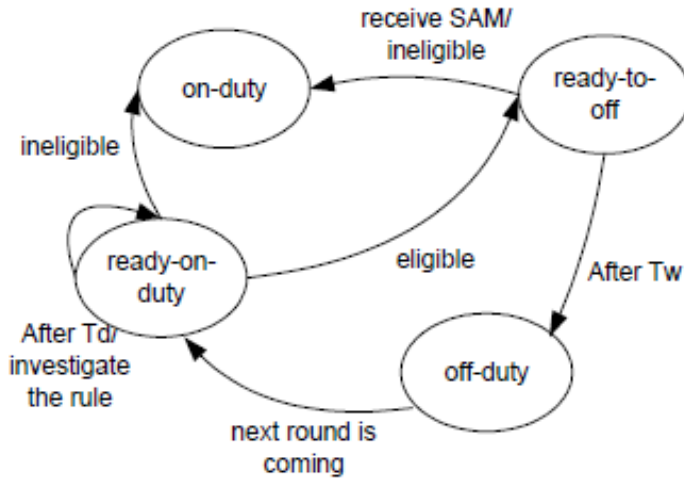 receive SAM/
ineligible
on-duty
ready-to-
off
ineligible
ready-on-
duty
eligible
After Tw
After Td/
investigate
the rule
off-duty
next round is
coming